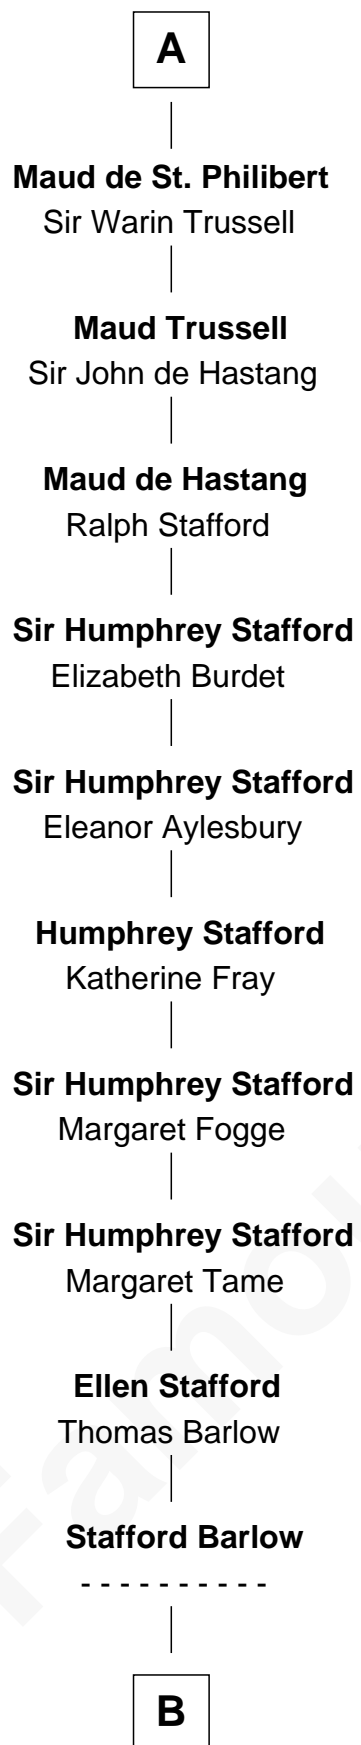 A
Maud de St. Philibert
Sir Warin Trussell
Maud Trussell
Sir John de Hastang
Maud de Hastang
Ralph Stafford
Sir Humphrey Stafford
Elizabeth Burdet
Sir Humphrey Stafford
Eleanor Aylesbury
Humphrey Stafford
Katherine Fray
Sir Humphrey Stafford
Margaret Fogge
Sir Humphrey Stafford
Margaret Tame
Ellen Stafford
Thomas Barlow
Stafford Barlow
- - - - - - - - - -
B